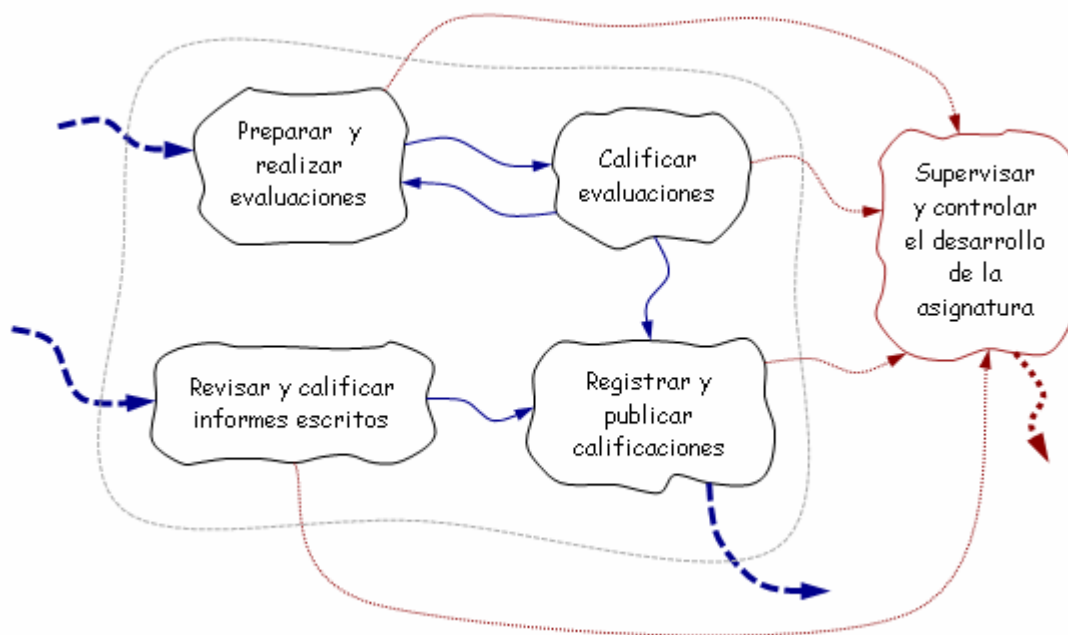 Preparar y
realizar
evaluaciones
Calificar
evaluaciones
Supervisar
y controlar
el desarrollo
de la
asignatura
Revisar y calificar
informes escritos
Registrar y
publicar
calificaciones